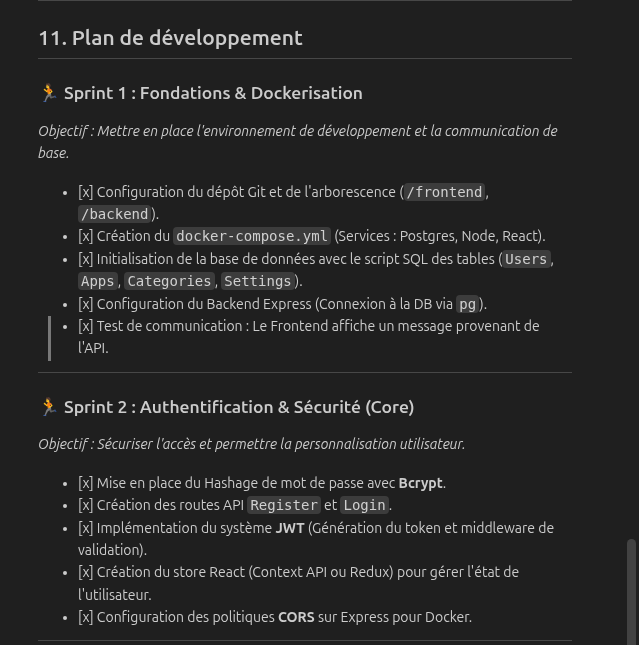 11. Plan de développement
🏃 Sprint 1 : Fondations & Dockerisation
Objectif : Mettre en place l'environnement de développement et la communication de
base.
• [x] Configuration du dépôt Git et de l'arborescence (/frontend,
/backend).
• [x] Création du docker-compose.yml (Services : Postgres, Node, React).
• [x] Initialisation de la base de données avec le script SQL des tables (Users,
Apps, Categories, Settings).
• [x] Configuration du Backend Express (Connexion à la DB via pg).
• [x] Test de communication : Le Frontend affiche un message provenant de
l'API.
🏃 Sprint 2 : Authentification & Sécurité (Core)
Objectif : Sécuriser l'accès et permettre la personnalisation utilisateur.
• [x] Mise en place du Hashage de mot de passe avec Bcrypt.
• [x] Création des routes API Register et Login.
• [x] Implémentation du système JWT (Génération du token et middleware de
validation).
• [x] Création du store React (Context API ou Redux) pour gérer l'état de
l'utilisateur.
• [x] Configuration des politiques CORS sur Express pour Docker.